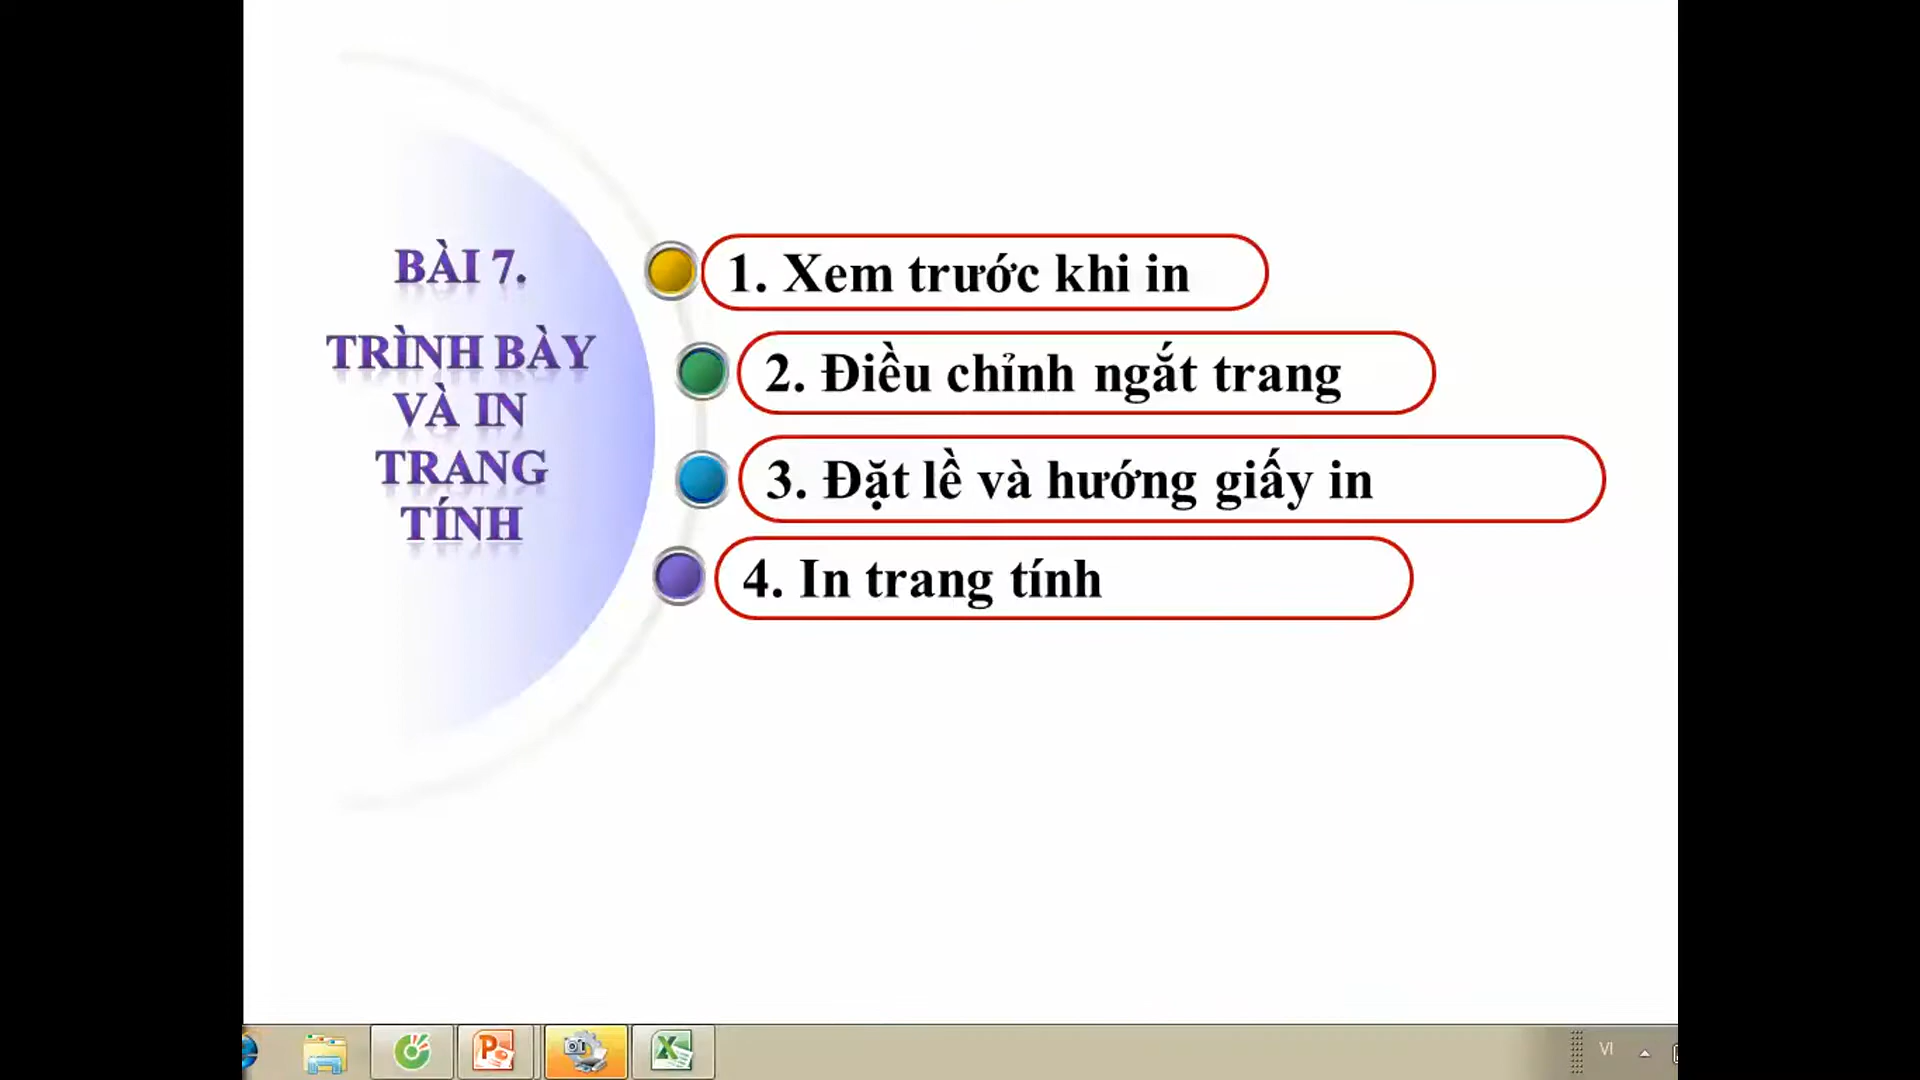 BÀI 7.
TRÌNH BÀY
VÀ IN
TRANG
TÍNH
1. Xem trước khi in
2. Điều chỉnh ngắt trang
3. Đặt lề và hướng giấy in
4. In trang tính
VI